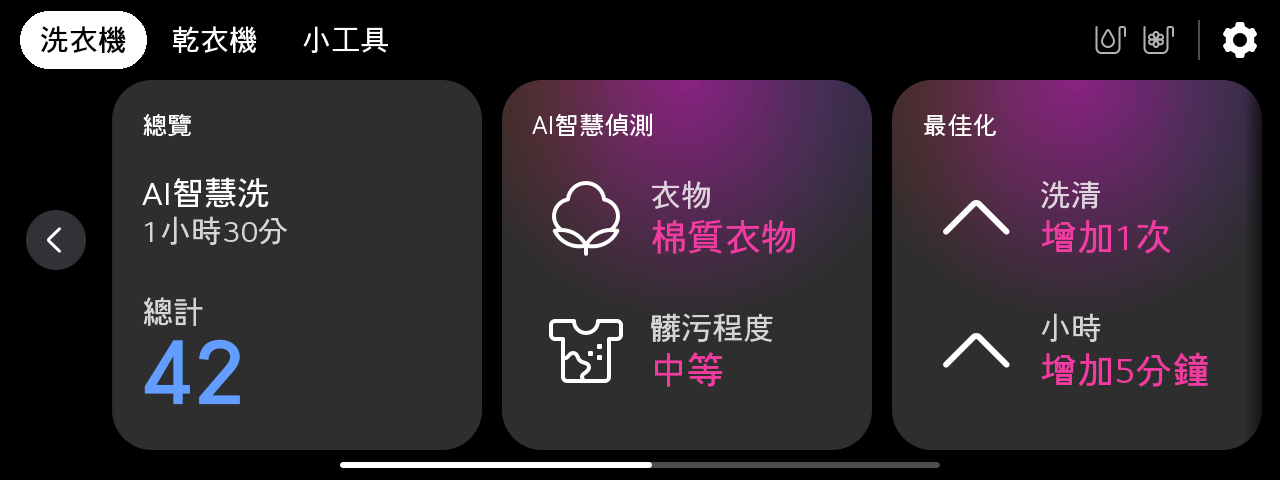 洗衣機
乾衣機
小工具
總覽
AI智慧洗
1小時30分
總計
42
AI智慧偵測
衣物
棉質衣物
髒污程度
中等
最佳化
洗清
增加1次
小時
增加5分鐘